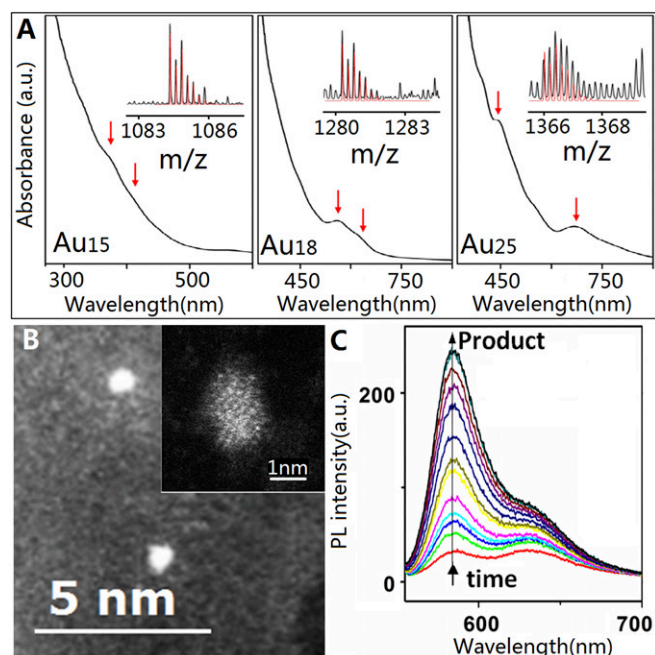 A
Absorbance (a.u.)
1083 1086
m/z
Au15
300 500
Wavelength(nm)
1280 1283
m/z
Au18
450 750
Wavelength(nm)
1366 1368
m/z
Au25
450 750
Wavelength(nm)
B
1nm
5 nm
C
Product
200
0
PL intensity(a.u.)
time
600 700
Wavelength(nm)